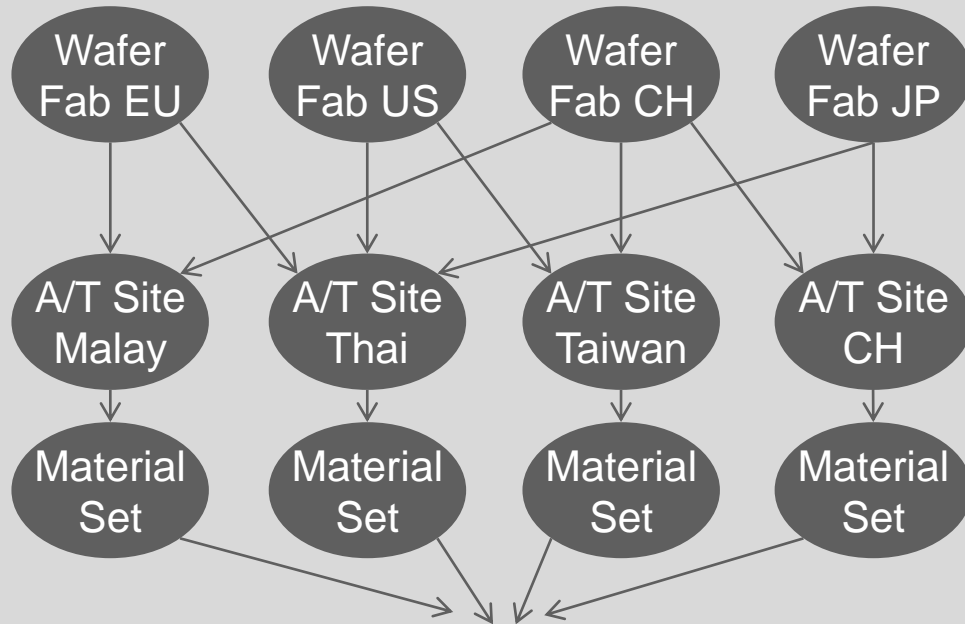 Wafer
Fab EU
Wafer
Fab US
Wafer
Fab CH
Wafer
Fab JP
A/T Site
Malay
A/T Site
Thai
A/T Site
Taiwan
A/T Site
CH
Material
Set
Material
Set
Material
Set
Material
Set